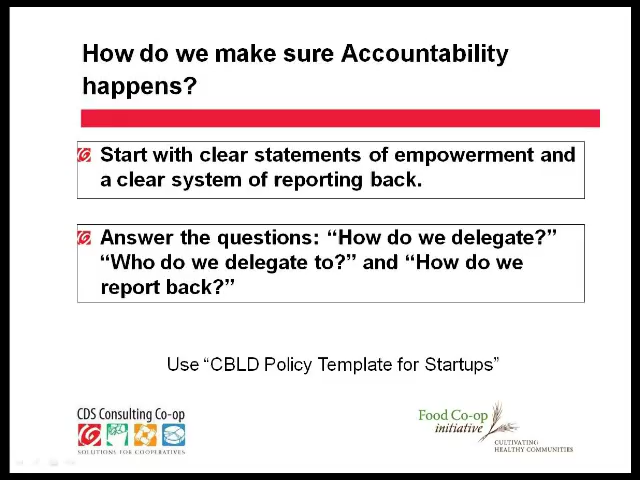 How do we make sure Accountability
happens?
Start with clear statements of empowerment and
a clear system of reporting back.
Answer the questions: “How do we delegate?”
“Who do we delegate to?” and “How do we
report back?”
Use “CBLD Policy Template for Startups”
CDS Consulting Co-op
SOLUTIONS FOR COOPERATIVES
Food Co-op
initiative
CULTIVATING
HEALTHY COMMUNITIES